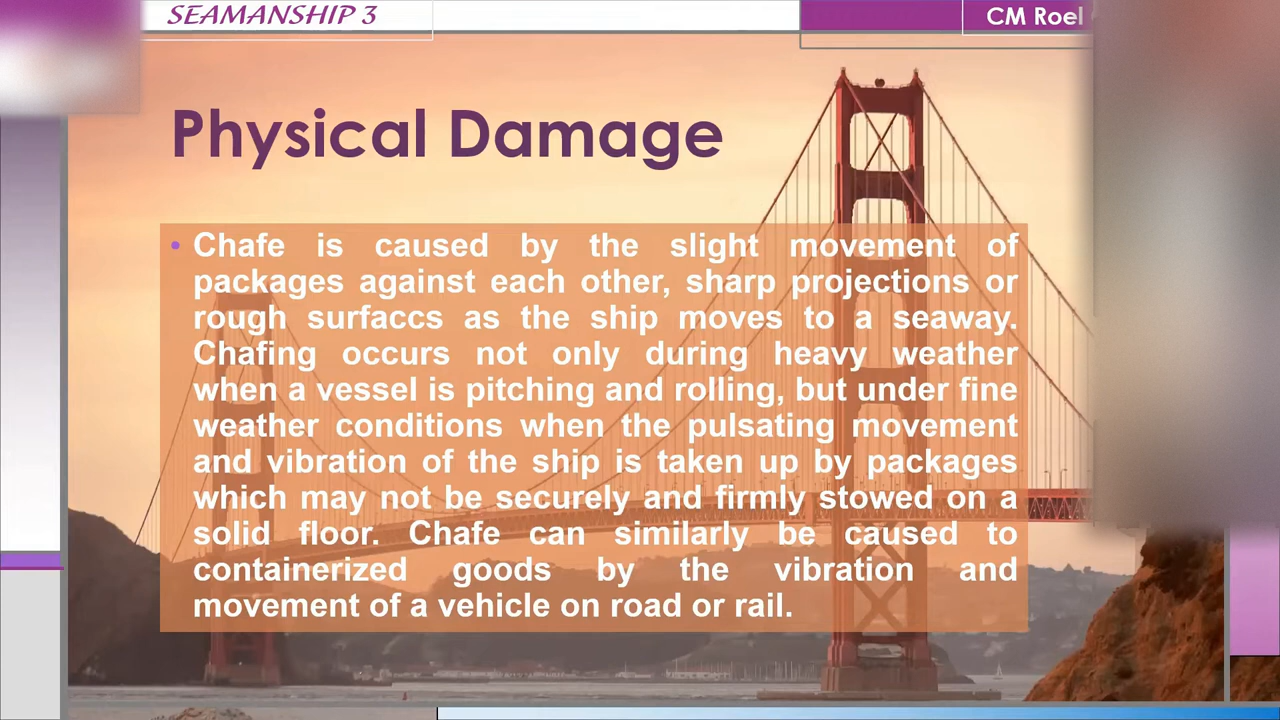 SEAMANSHIP 3
CM Roel
Physical Damage
• Chafe is caused by the slight movement of
packages against each other, sharp projections or
rough surfaccs as the ship moves to a seaway.
Chafing occurs not only during heavy weather
when a vessel is pitching and rolling, but under fine
weather conditions when the pulsating movement
and vibration of the ship is taken up by packages
which may not be securely and firmly stowed on a
solid floor. Chafe can similarly be caused to
containerized goods by the vibration and
movement of a vehicle on road or rail.